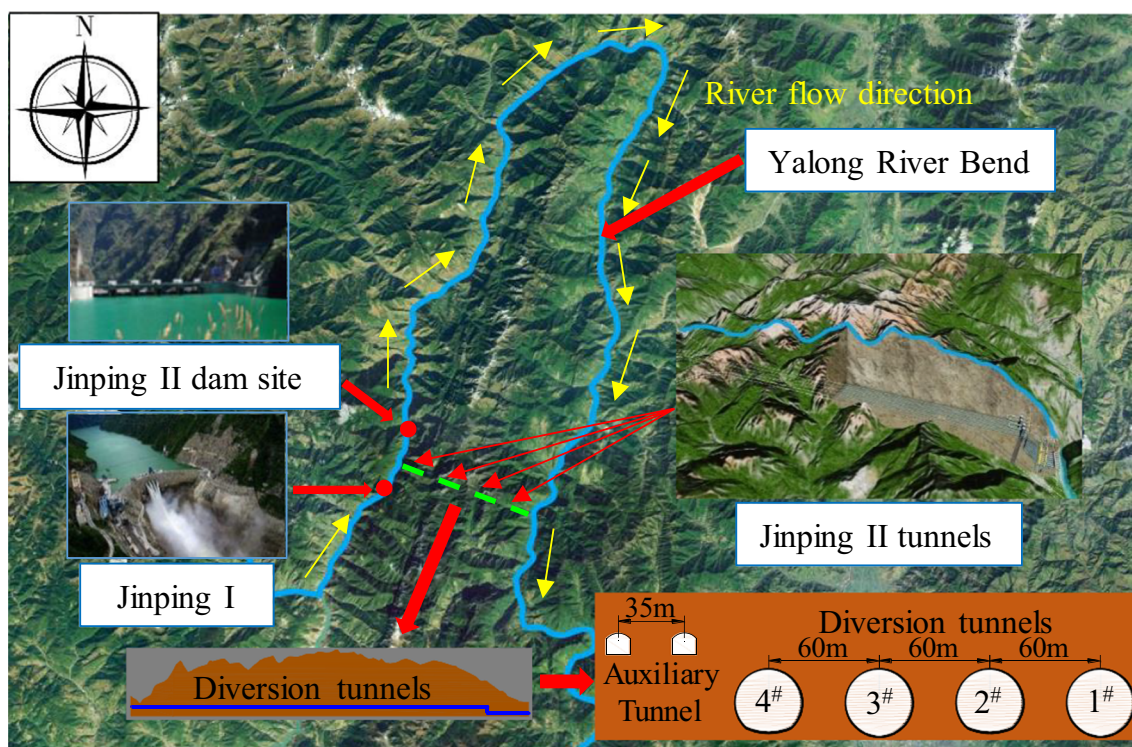 N
River flow direction
Yalong River Bend
Jinping II dam site
Jinping I
Jinping II tunnels
Diversion tunnels
35m
Auxiliary
Tunnel
Diversion tunnels
60m 60m 60m
4# 3# 2# 1#